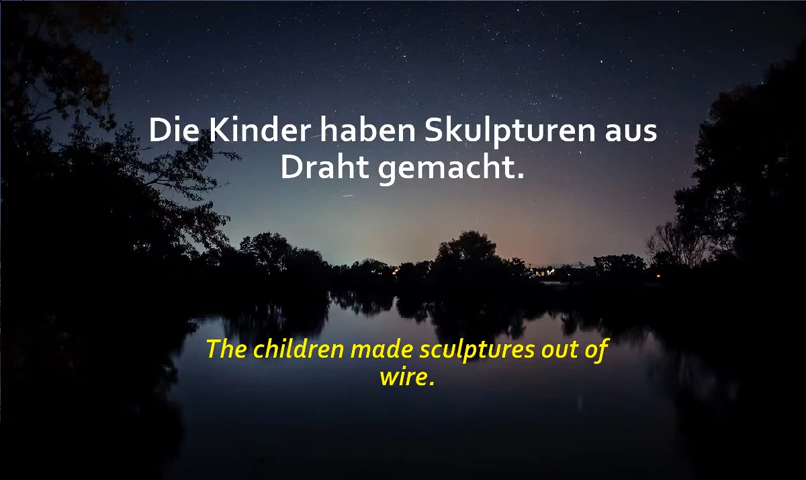 Die Kinder haben Skulpturen aus
Draht gemacht.
The children made sculptures out of
wire.